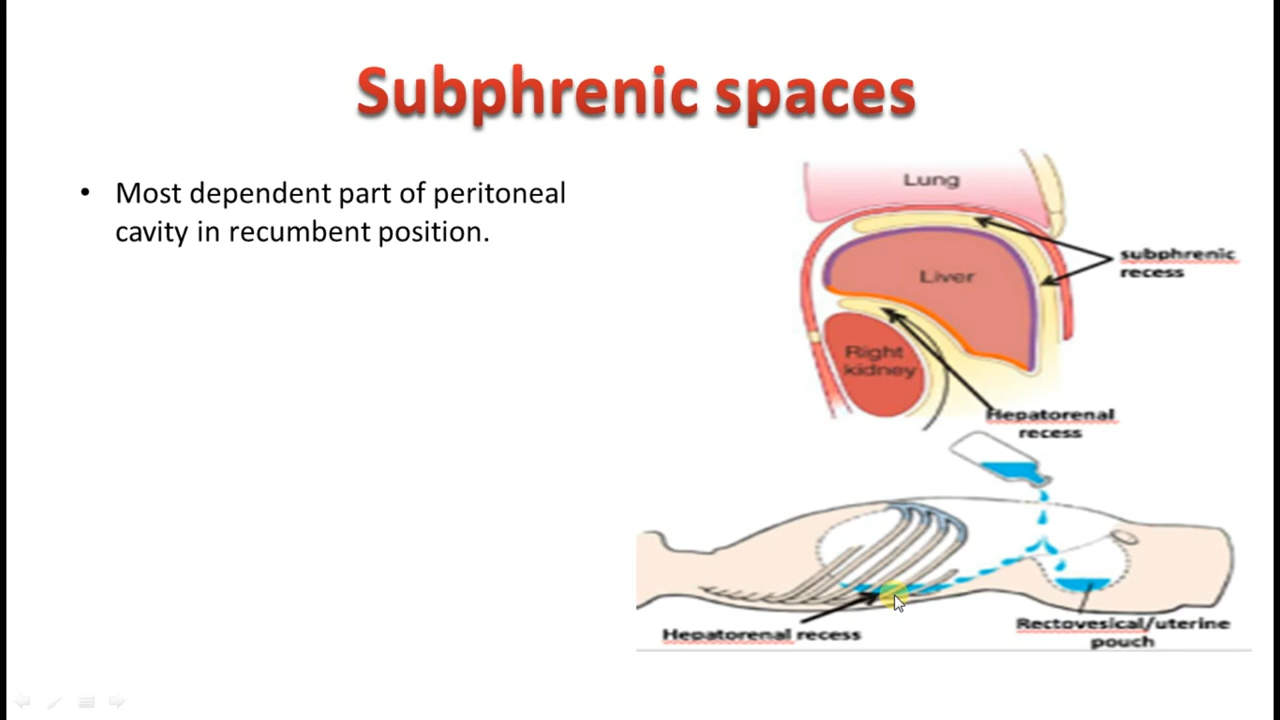 Subphrenic spaces
• Most dependent part of peritoneal
cavity in recumbent position.
Lung
subphrenic
recess
Liver
Right
kidney
Hepatorenal
recess
Hepatorenal recess
Rectovesical/uterine
pouch